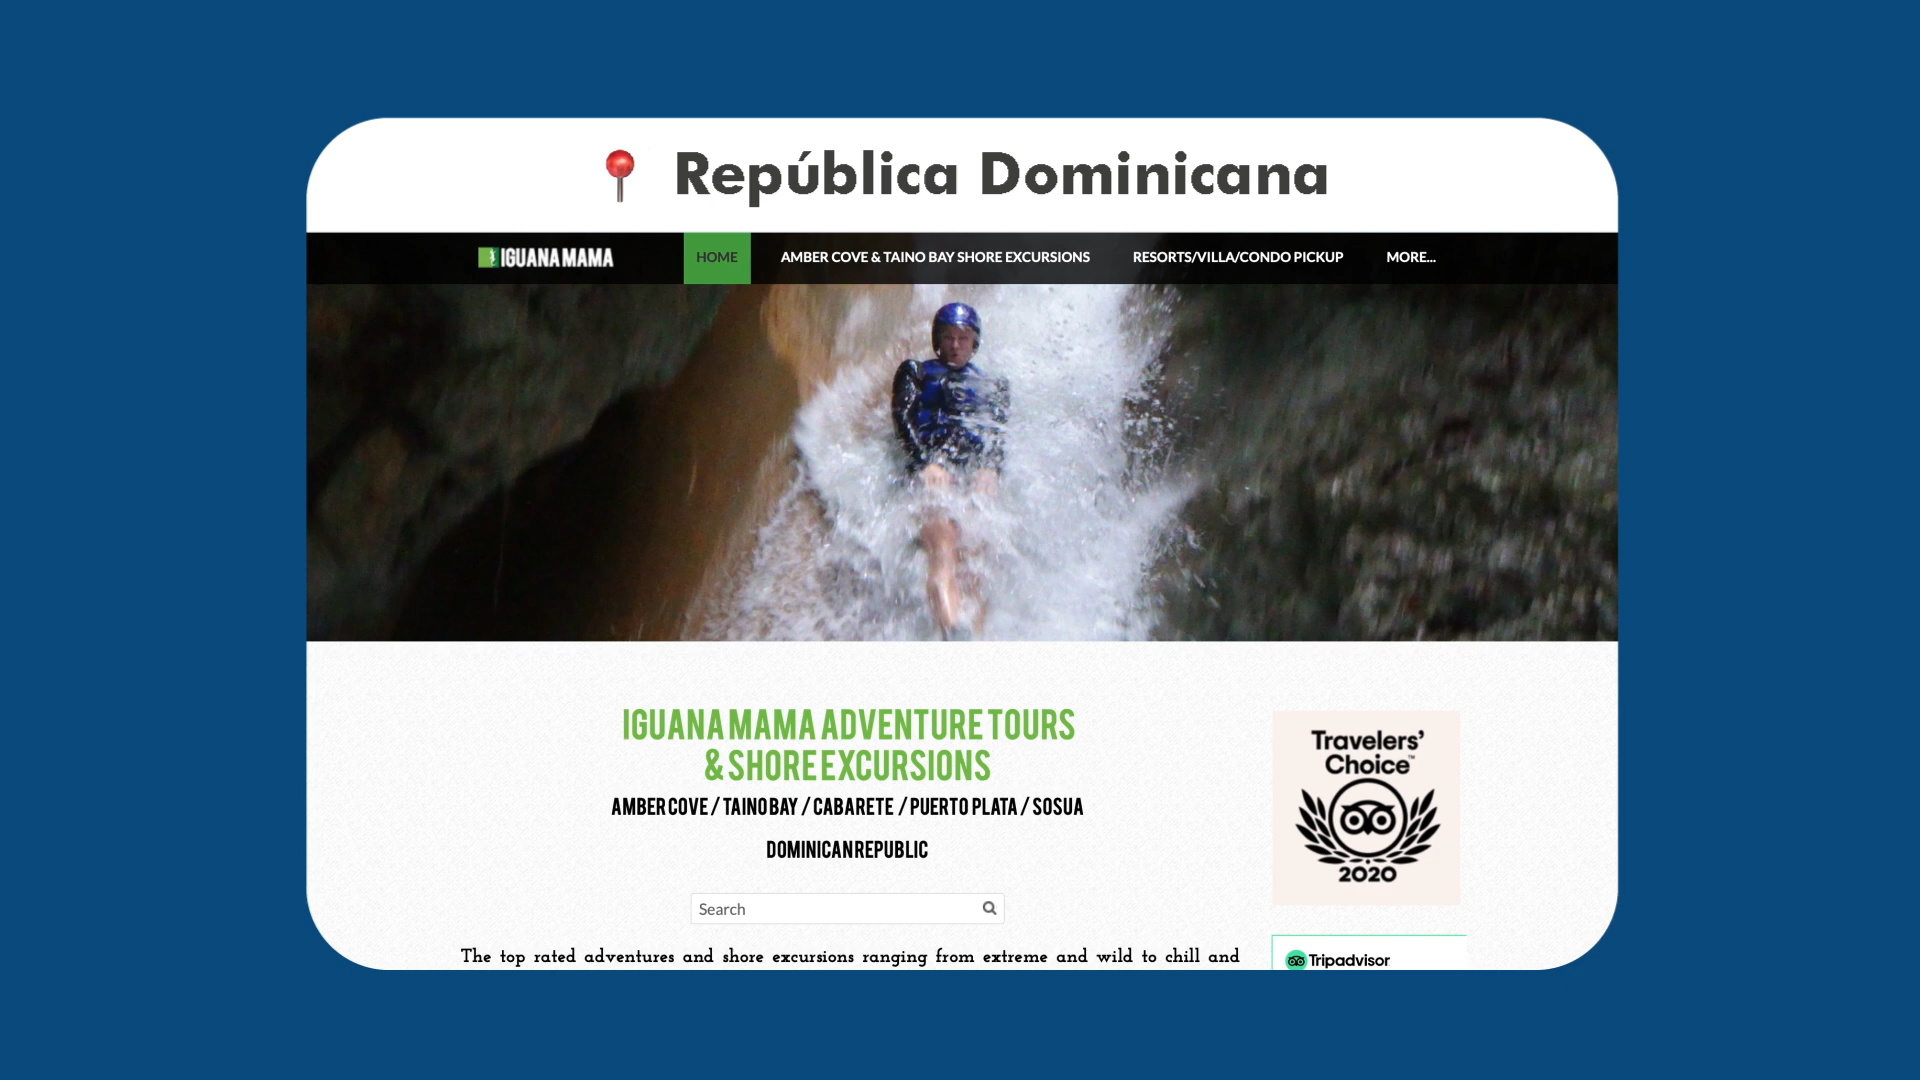 República Dominicana
IGUANA MAMA
HOME
AMBER COVE & TAINO BAY SHORE EXCURSIONS
RESORTS/VILLA/CONDO PICKUP
MORE...
IGUANA MAMA ADVENTURE TOURS
& SHORE EXCURSIONS
AMBER COVE / TAINO BAY / CABARETE / PUERTO PLATA / SOSUA
DOMINICAN REPUBLIC
Travelers'
Choice™
2020
Search
The top rated adventures and shore excursions ranging from extreme and wild to chill and
Tripadvisor